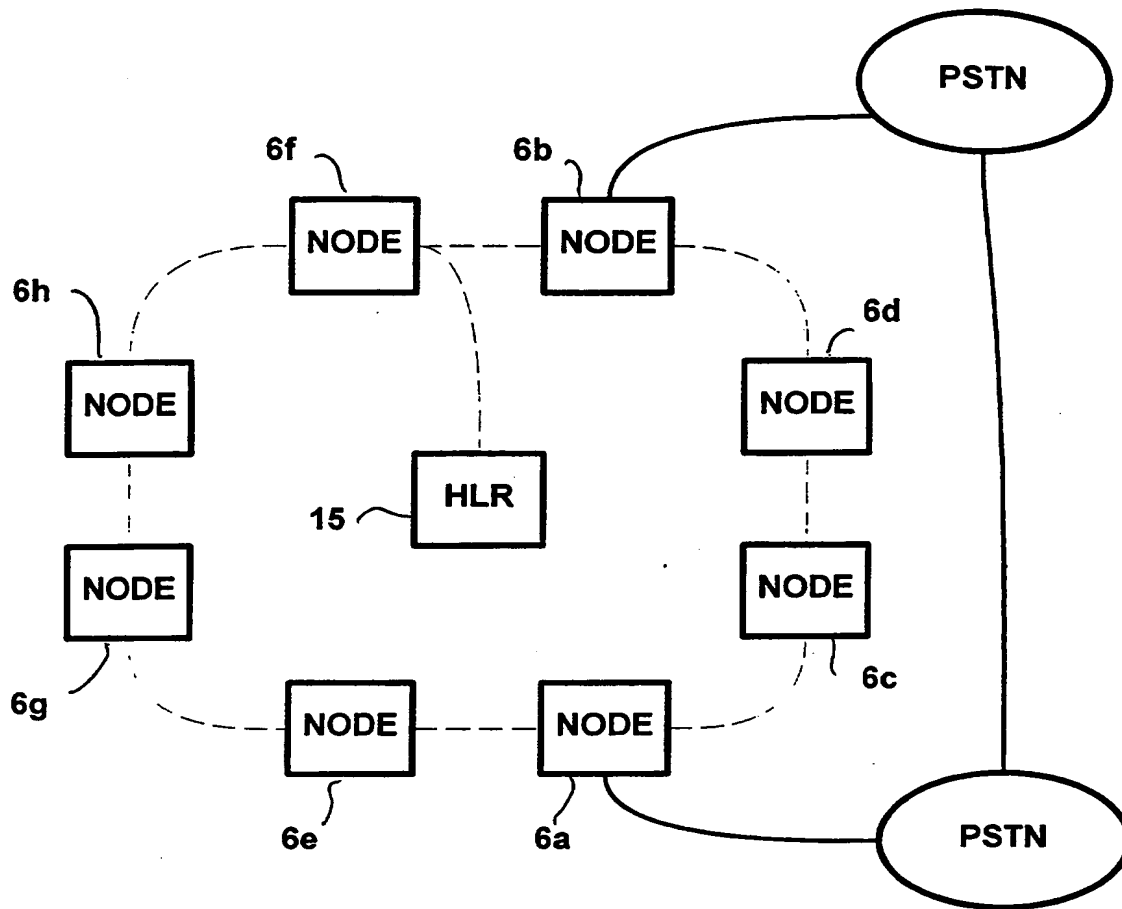 PSTN
6f
6b
NODE
NODE
6h
6d
NODE
NODE
HLR
15
NODE
NODE
6g
6c
NODE
NODE
6e
6a
PSTN